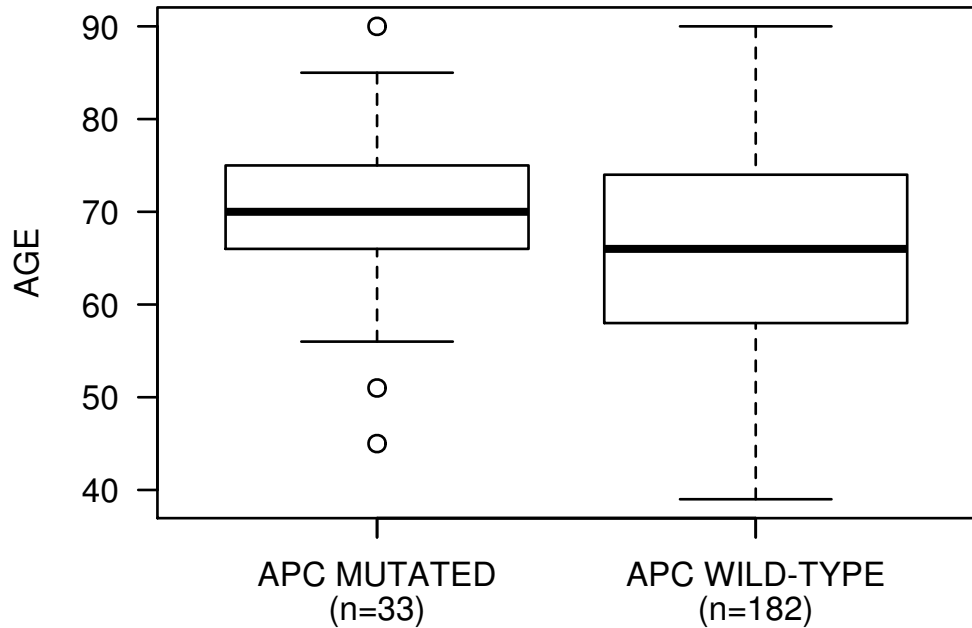 90
80
70
60
50
40
AGE
APC MUTATED
(n=33)
APC WILD-TYPE
(n=182)